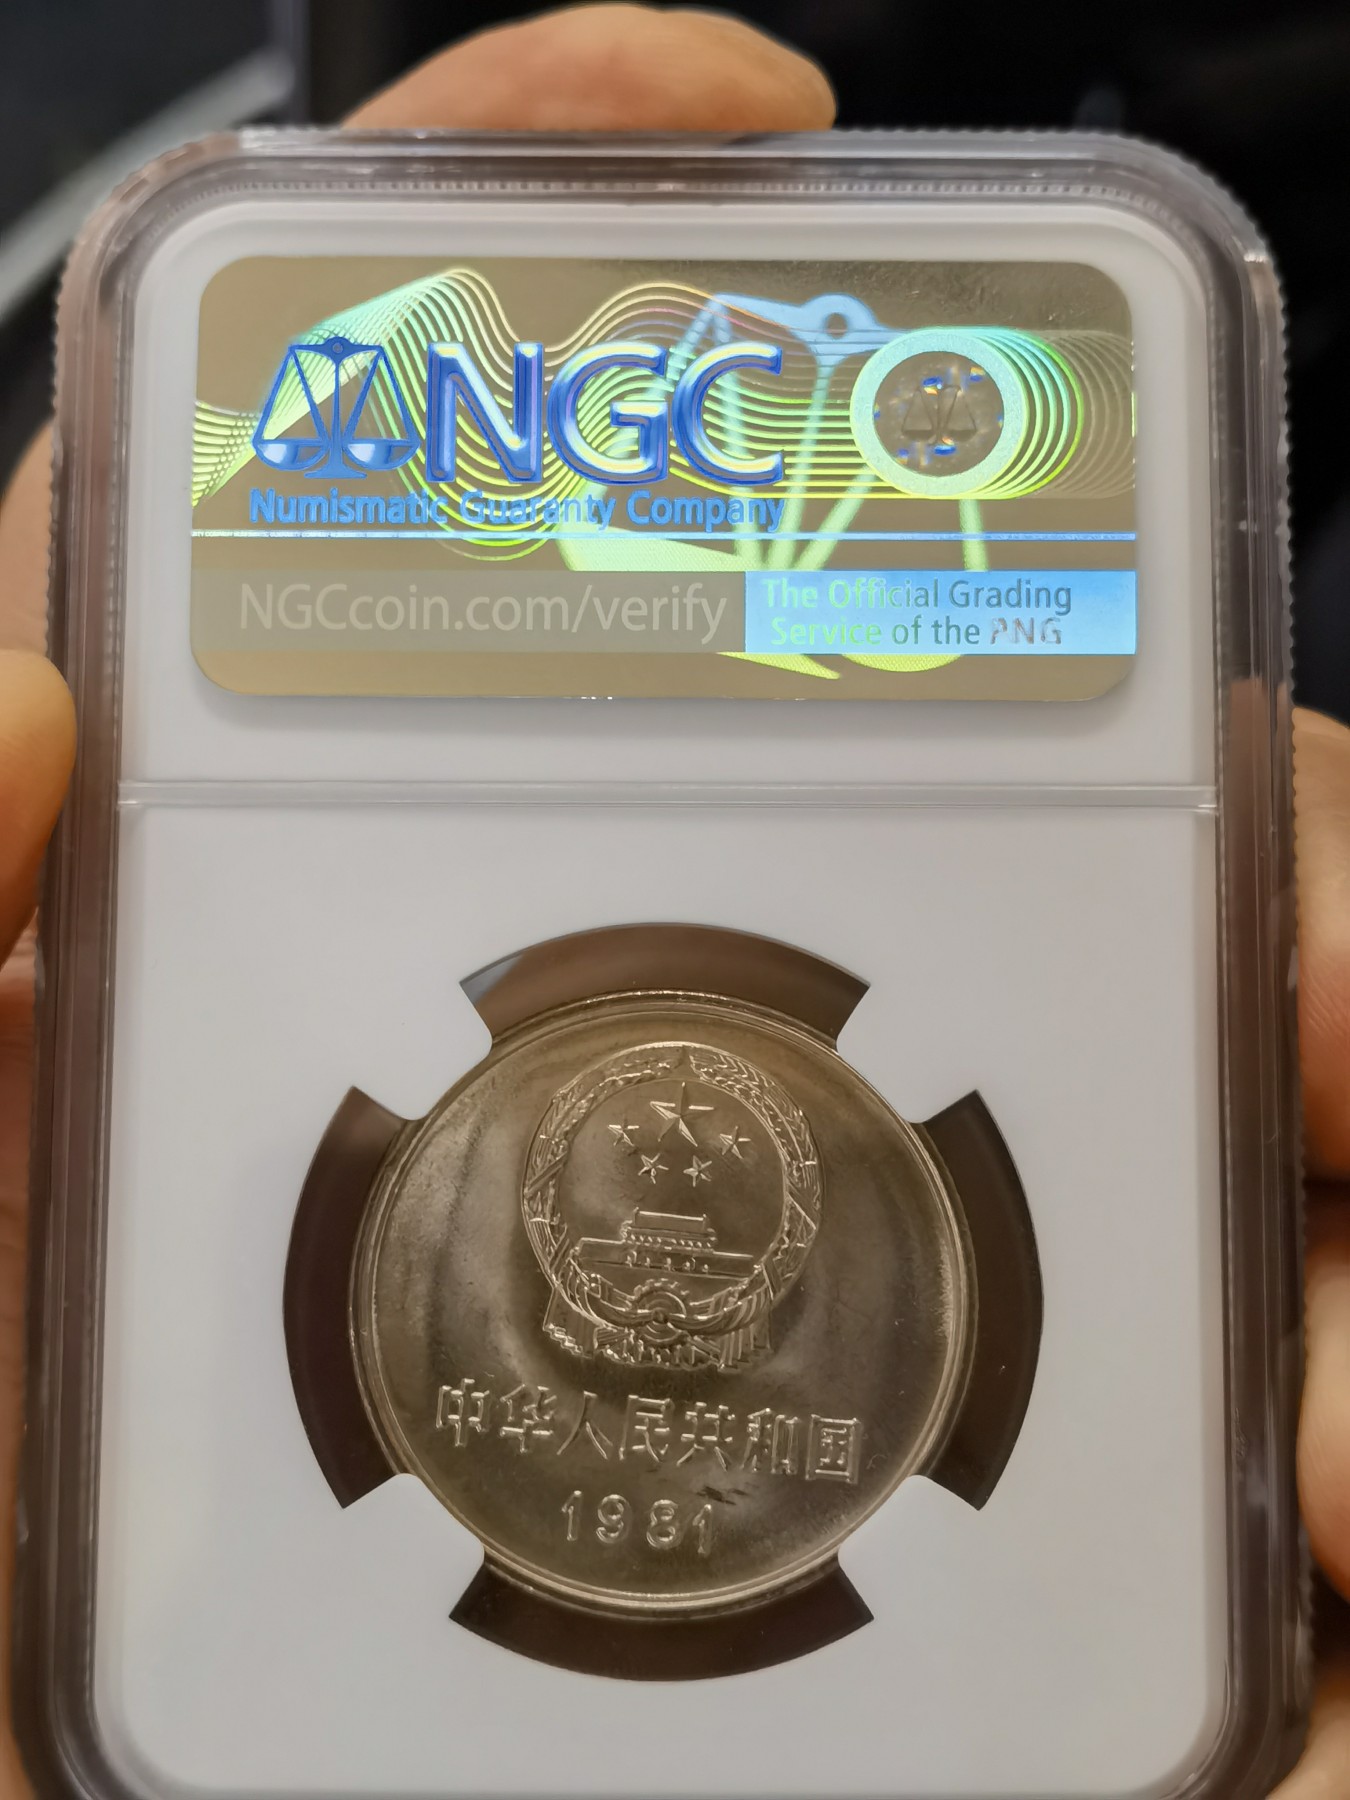 NGC
Numismatic Guaranty Company
NGCcoin.com/verify
The Official Grading
Service of the PNG
中华人民共和国
1981